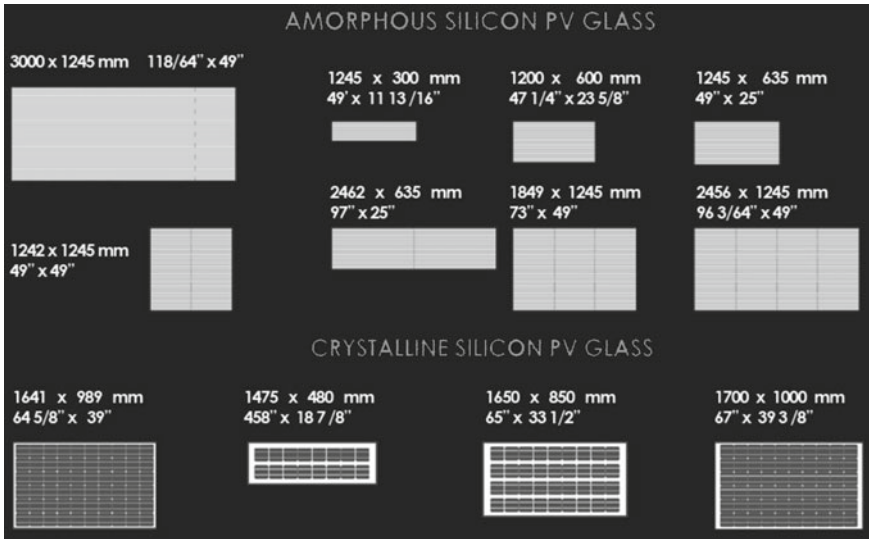 AMORPHOUS SILICON PV GLASS
3000 x 1245 mm 118/64" x 49"
1245 x 300 mm
49' x 11 13 /16"
1200 x 600 mm
47 1/4" x 23 5/8"
1245 x 635 mm
49" x 25"
1242 x 1245 mm
49" x 49"
2462 x 635 mm
97" x 25"
1849 x 1245 mm
73" x 49"
2456 x 1245 mm
96 3/64" x 49"
CRYSTALLINE SILICON PV GLASS
1641 x 989 mm
64 5/8" x 39"
1475 x 480 mm
458" x 18 7 /8"
1650 x 850 mm
65" x 33 1/2"
1700 x 1000 mm
67" x 39 3 /8"